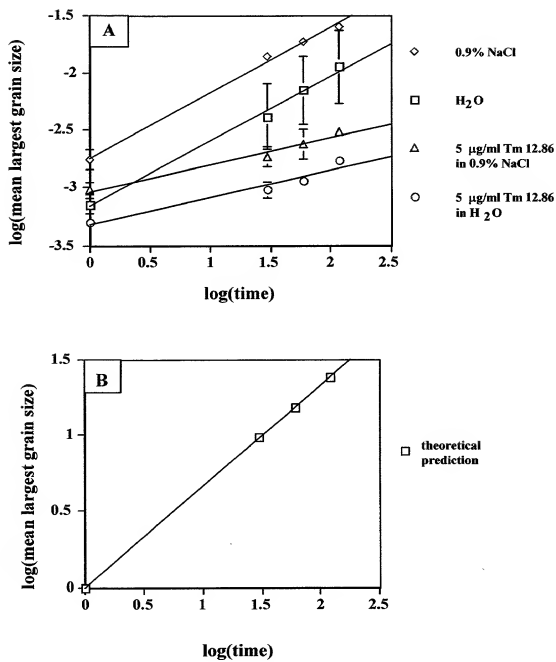 A
-1.5
-2
-2.5
-3
-3.5
0
0.5
1
1.5
2
2.5
log(mean largest grain size)
log(time)
0.9% NaCl
H2O
5 µg/ml Tm 12.86
in 0.9% NaCl
5 µg/ml Tm 12.86
in H2O
B
1.5
1
0.5
0
0
0.5
1
1.5
2
2.5
log(mean largest grain size)
log(time)
theoretical
prediction